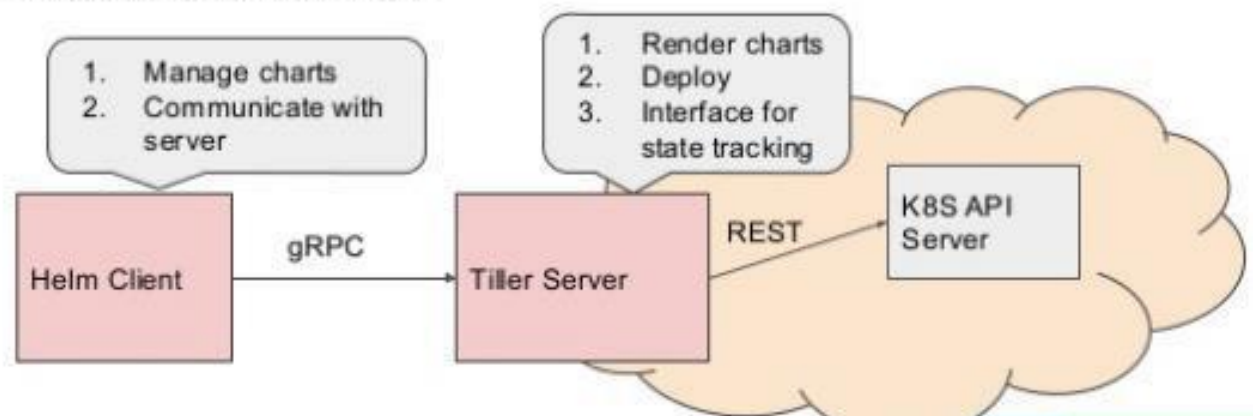 1. Manage charts
2. Communicate with
server
1. Render charts
2. Deploy
3. Interface for
state tracking
Helm Client
gRPC
Tiller Server
REST
K8S API
Server